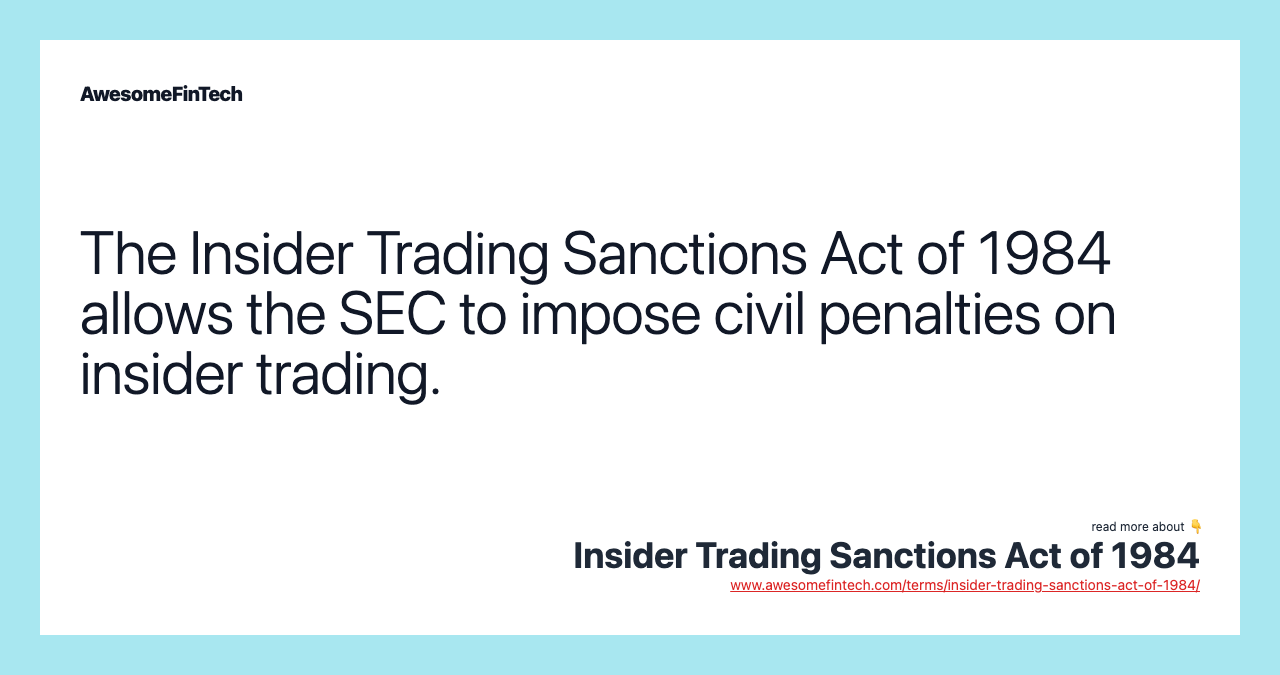 AwesomeFinTech
The Insider Trading Sanctions Act of 1984
allows the SEC to impose civil penalties on
insider trading.
read more about 👇
Insider Trading Sanctions Act of 1984
www.awesomefintech.com/terms/insider-trading-sanctions-act-of-1984/